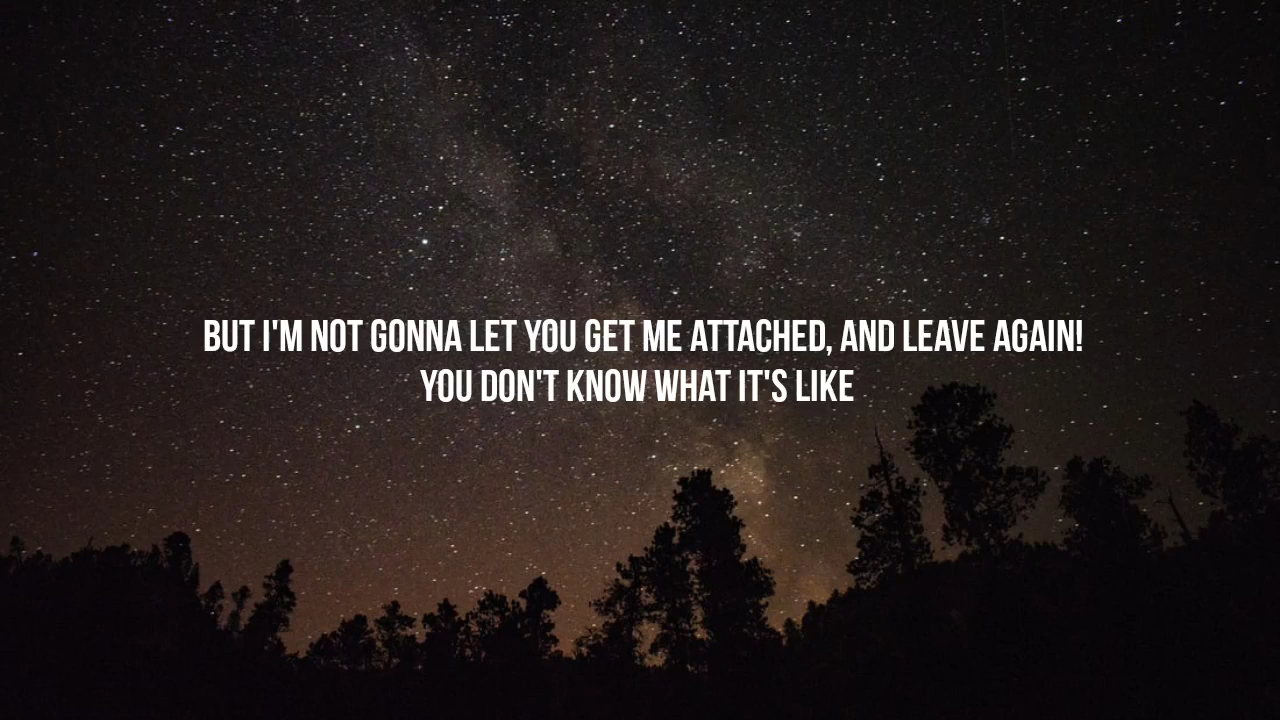 BUT I'M NOT GONNA LET YOU GET ME ATTACHED, AND LEAVE AGAIN!
YOU DON'T KNOW WHAT IT'S LIKE